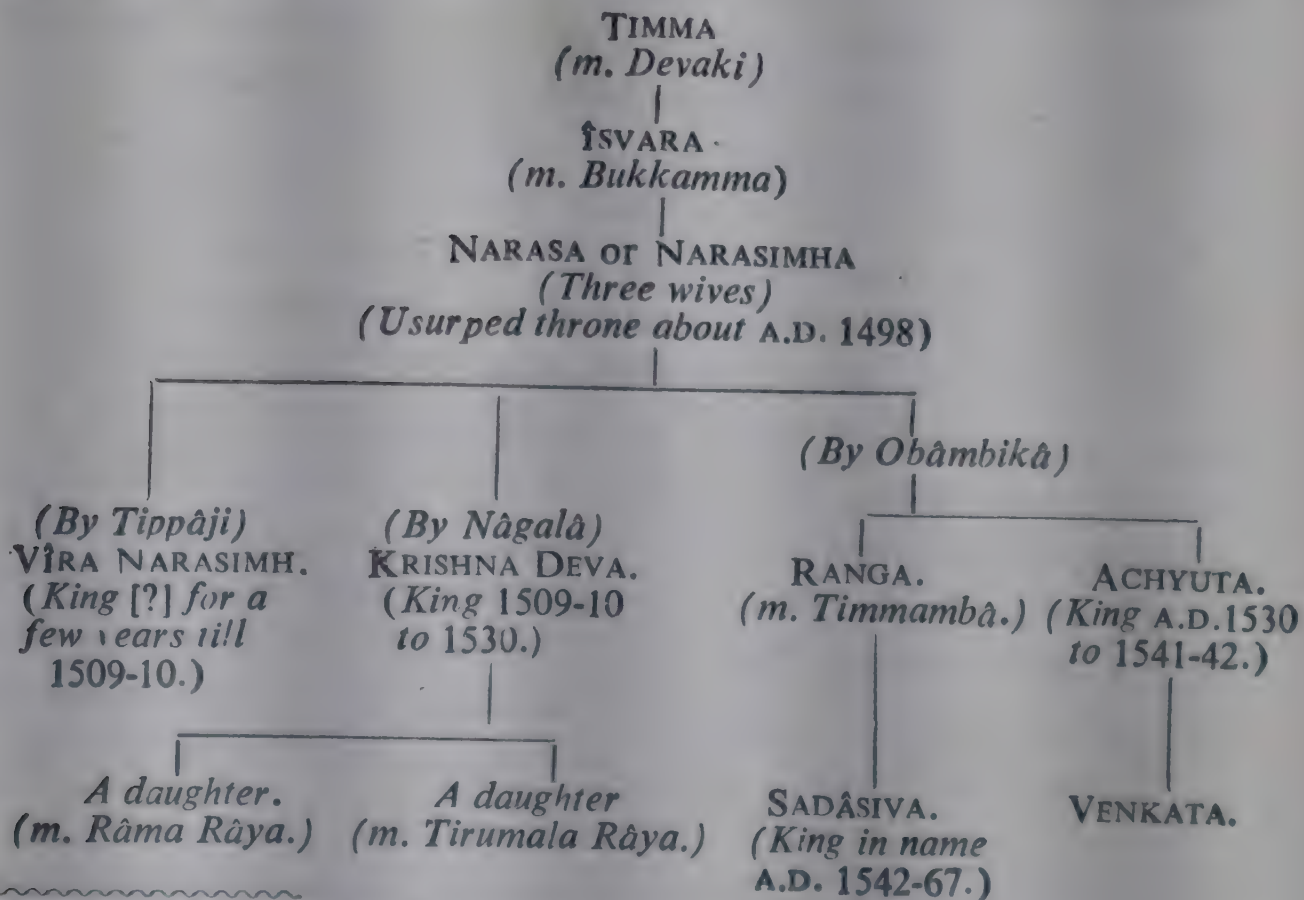 TIMMA
(m. Devaki)
ÎSVARA
(m. Bukkamma)
NARASA or NARASIMHA
(Three wives)
(Usurped throne about A.D. 1498)
(By Obâmbikâ)
(By Tippâji)
VÎRA NARASIMH.
(King [?] for a
few years till
1509-10.)
(By Nâgalâ)
KRISHNA DEVA.
(King 1509-10
to 1530.)
RANGA.
(m. Timmambâ.)
ACHYUTA.
(King A.D.1530
to 1541-42.)
A daughter.
(m. Râma Râya.)
A daughter
(m. Tirumala Râya.)
SADÂSIVA.
(King in name
A.D. 1542-67.)
VENKATA.